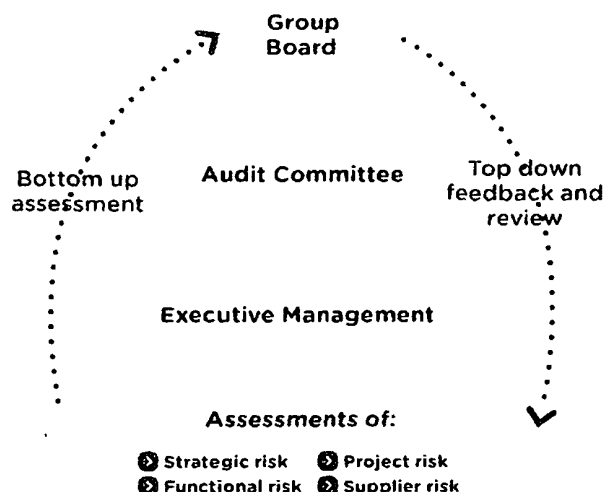 Group
Board
Audit Committee
Bottom up
assessment
Top down
feedback and
review
Executive Management
Assessments of:
Strategic risk
Project risk
Functional risk
Supplier risk